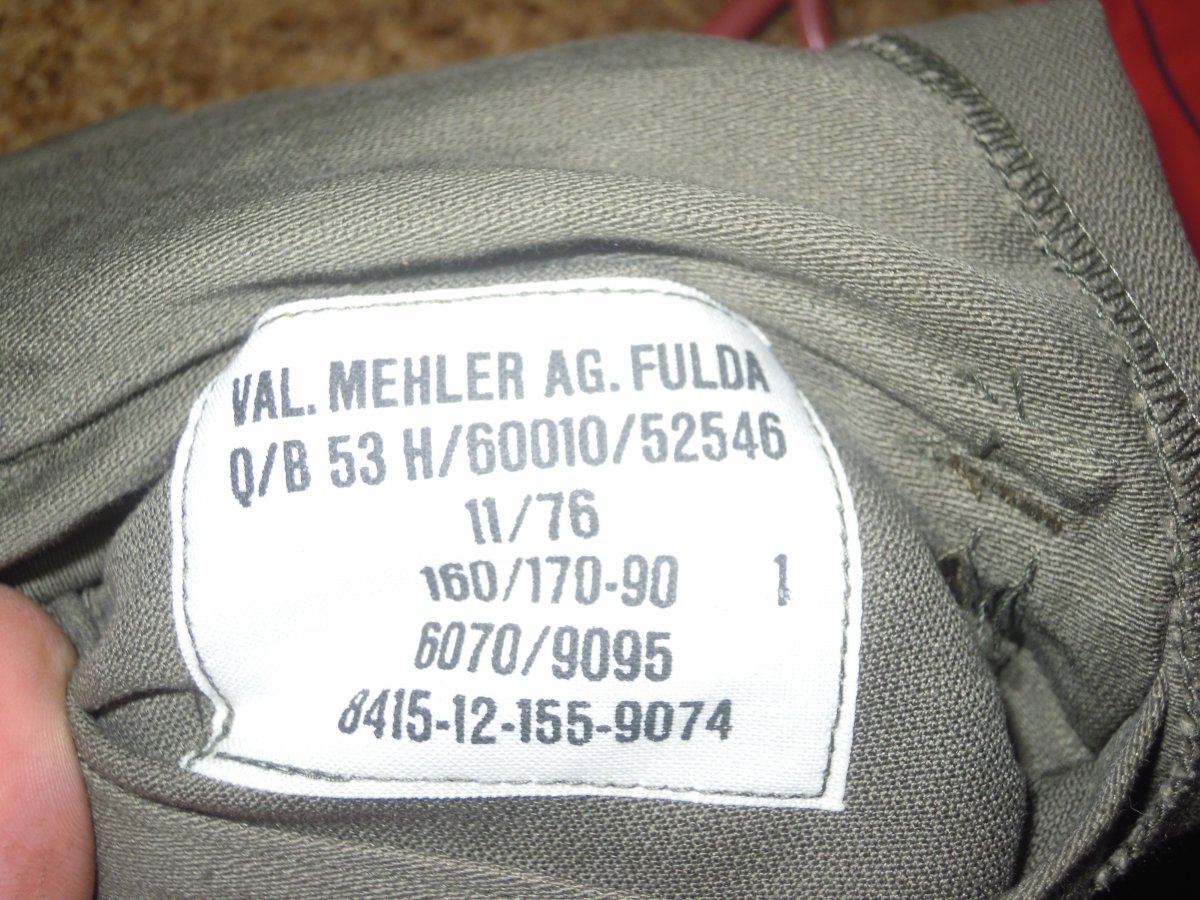 VAL. MEHLER AG. FULDA
Q/B 53 H/60010/52546
11/76
160/170-90 1
6070/9095
8415-12-155-9074